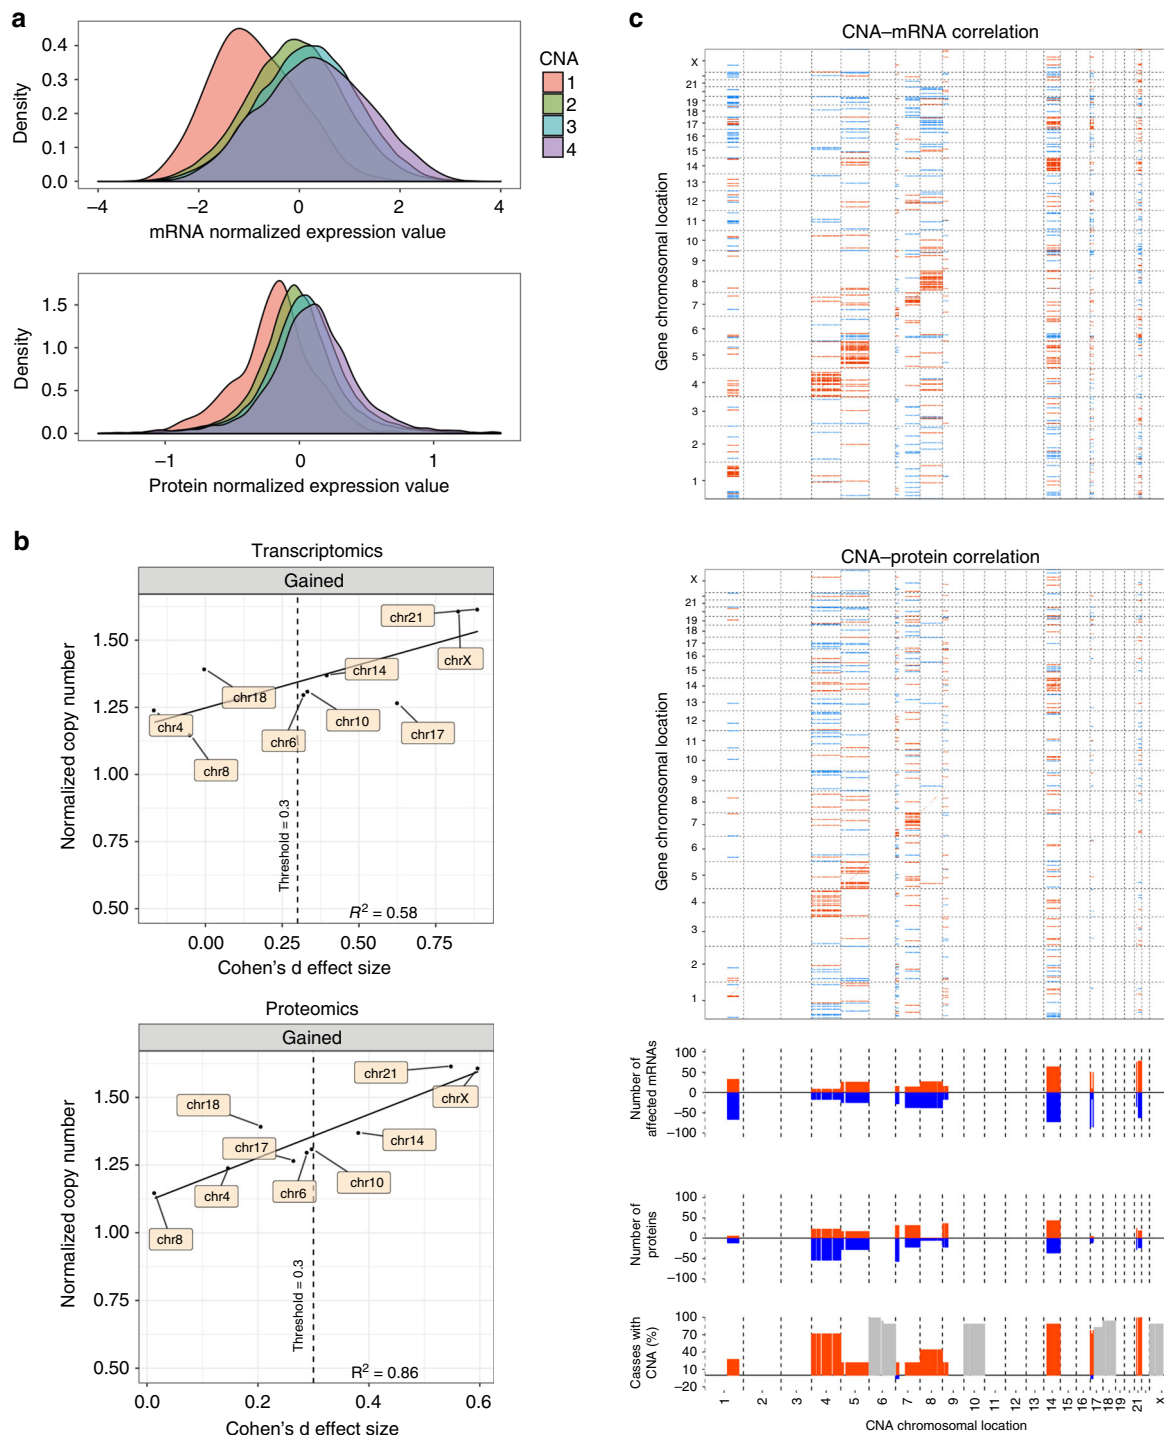 a
CNA
1
2
3
4
Density
0.4
0.3
0.2
0.1
0.0
–4
–2
0
2
4
mRNA normalized expression value
Density
1.5
1.0
0.5
0.0
–1
0
1
Protein normalized expression value
b
Transcriptomics
Gained
Normalized copy number
1.50
1.25
1.00
0.75
0.50
chr21
chrX
chr14
chr18
chr4
chr10
chr6
chr17
chr8
Threshold = 0.3
R² = 0.58
0.00
0.25
0.50
0.75
Cohen's d effect size
Proteomics
Gained
Normalized copy number
1.50
1.25
1.00
0.75
0.50
chr21
chrX
chr18
chr14
chr17
chr10
chr4
chr6
chr8
Threshold = 0.3
R² = 0.86
0.0
0.2
0.4
0.6
Cohen's d effect size
c
CNA–mRNA correlation
Gene chromosomal location
X
21
19
18
17
16
15
14
13
12
11
10
9
8
7
6
5
4
3
2
1
CNA–protein correlation
Gene chromosomal location
X
21
19
18
17
16
15
14
13
12
11
10
9
8
7
6
5
4
3
2
1
Number of
affected mRNAs
100
50
0
–50
–100
Number of
proteins
100
50
0
–50
–100
Casses with
CNA (%)
100
70
40
10
–20
1
2
3
4
5
6
7
8
9
10
11
12
13
14
15
16
17
18
19
21
X
CNA chromosomal location